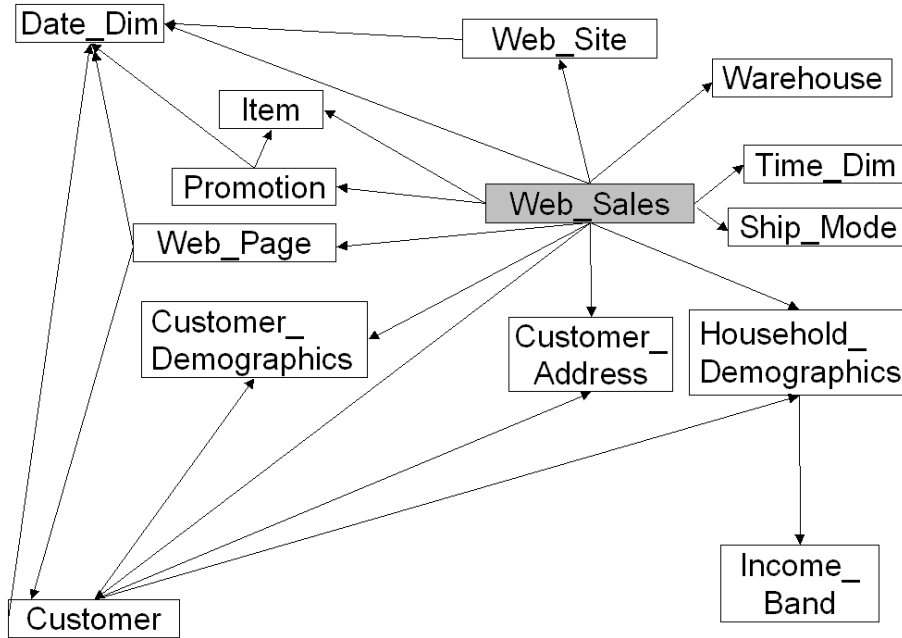 Date_Dim
Web_Site
Warehouse
Item
Time_Dim
Promotion
Web_Sales
Ship_Mode
Web_Page
Customer_
Demographics
Customer_
Address
Household_
Demographics
Income_
Band
Customer